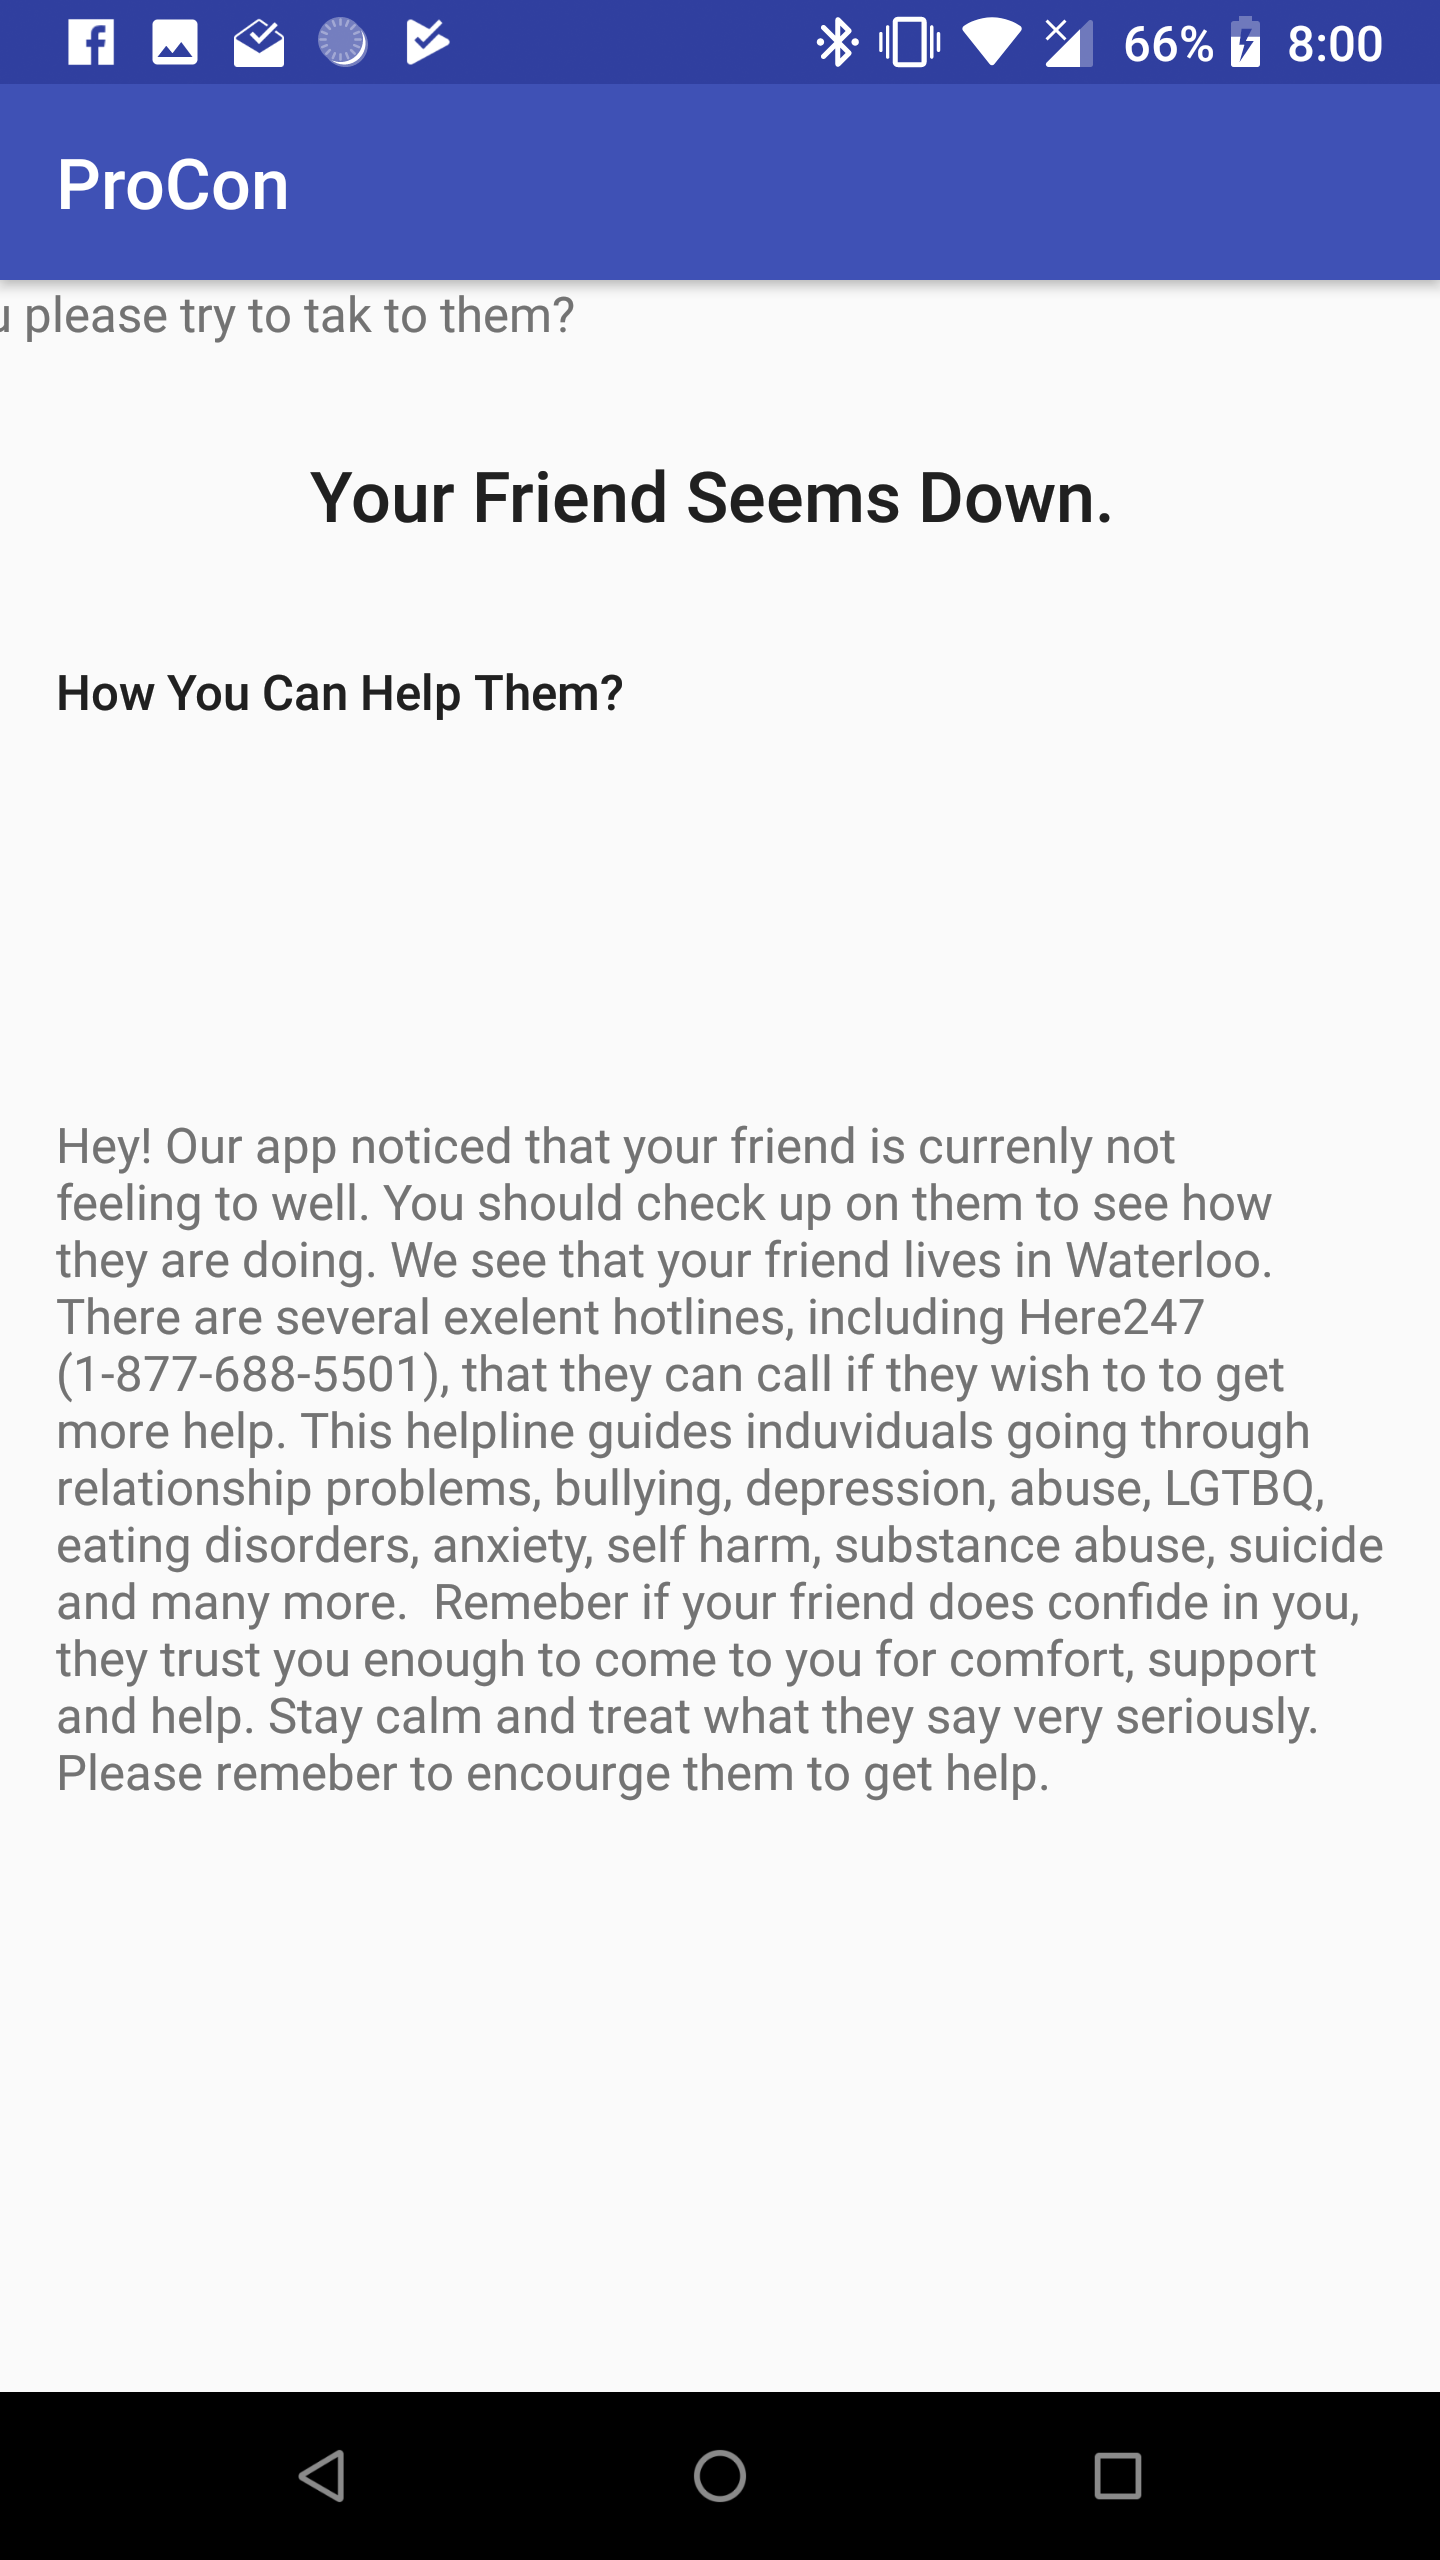 66% 8:00
ProCon
u please try to tak to them?
Your Friend Seems Down.
How You Can Help Them?
Hey! Our app noticed that your friend is currenly not
feeling to well. You should check up on them to see how
they are doing. We see that your friend lives in Waterloo.
There are several exelent hotlines, including Here247
(1-877-688-5501), that they can call if they wish to to get
more help. This helpline guides induviduals going through
relationship problems, bullying, depression, abuse, LGTBQ,
eating disorders, anxiety, self harm, substance abuse, suicide
and many more.  Remeber if your friend does confide in you,
they trust you enough to come to you for comfort, support
and help. Stay calm and treat what they say very seriously.
Please remeber to encourge them to get help.